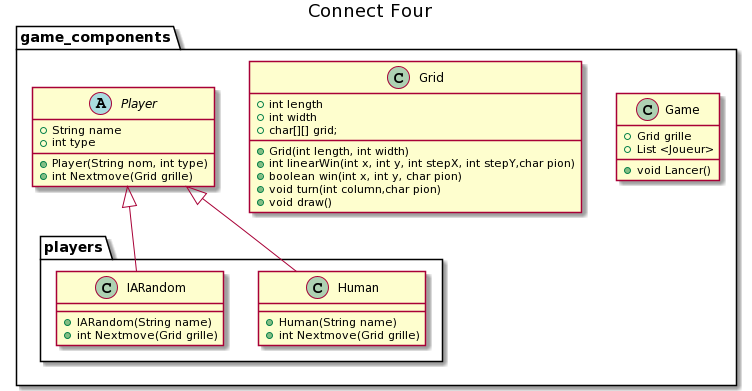 Connect Four
game_components
A Player
String name
int type
Player(String nom, int type)
int Nextmove(Grid grille)
C Grid
int length
int width
char[][] grid;
Grid(int length, int width)
int linearWin(int x, int y, int stepX, int stepY,char pion)
boolean win(int x, int y, char pion)
void turn(int column,char pion)
void draw()
C Game
Grid grille
List <Joueur>
void Lancer()
players
C IARandom
IARandom(String name)
int Nextmove(Grid grille)
C Human
Human(String name)
int Nextmove(Grid grille)